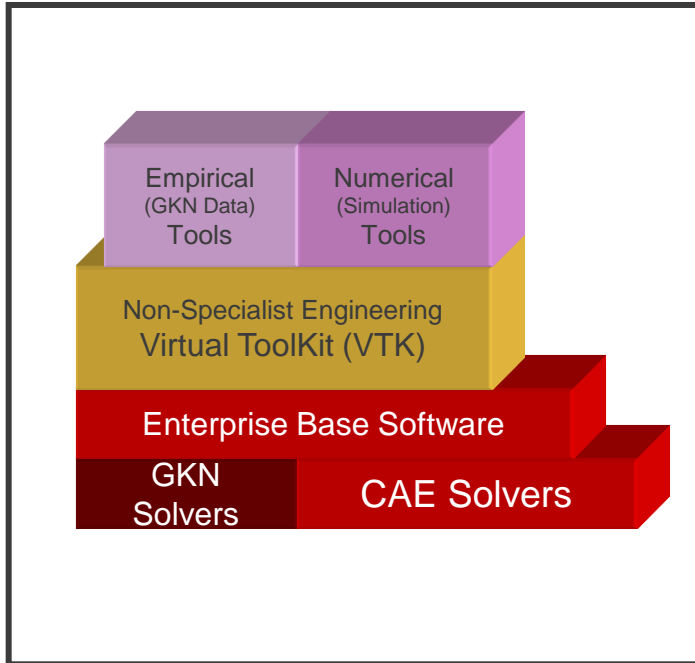 Empirical
(GKN Data)
Tools
Numerical
(Simulation)
Tools
Non-Specialist Engineering
Virtual ToolKit (VTK)
Enterprise Base Software
GKN
Solvers
CAE Solvers